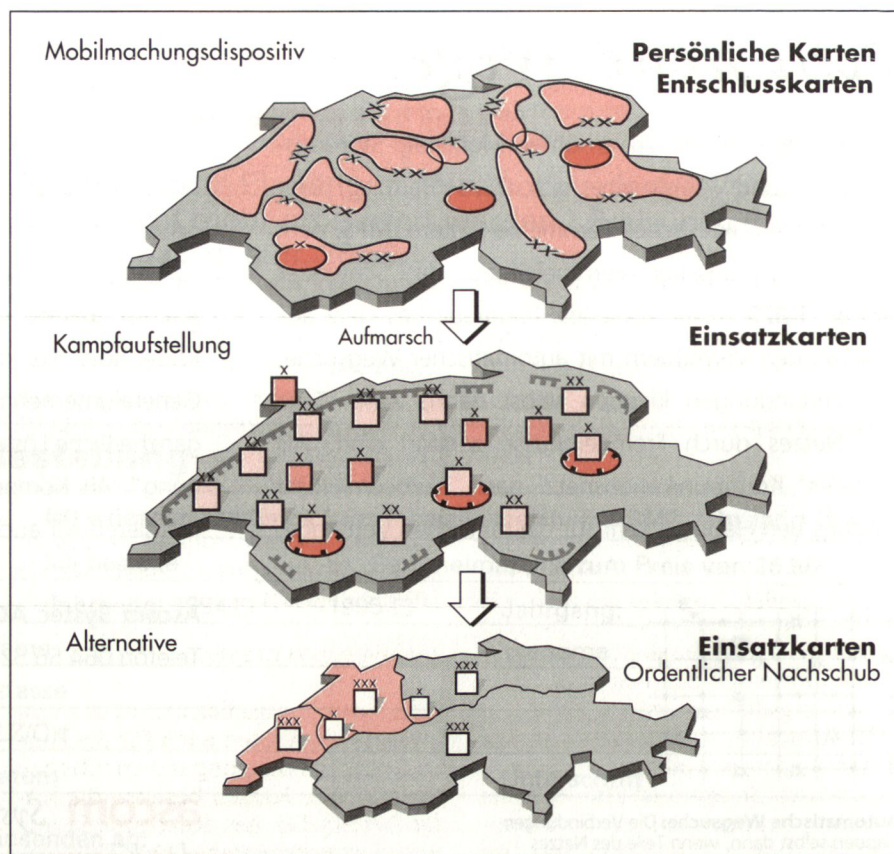 Mobilmachungsdispositiv
Persönliche Karten
Entschlusskarten
Kampfaufstellung
Aufmarsch
Einsatzkarten
Alternative
Einsatzkarten
Ordentlicher Nachschub